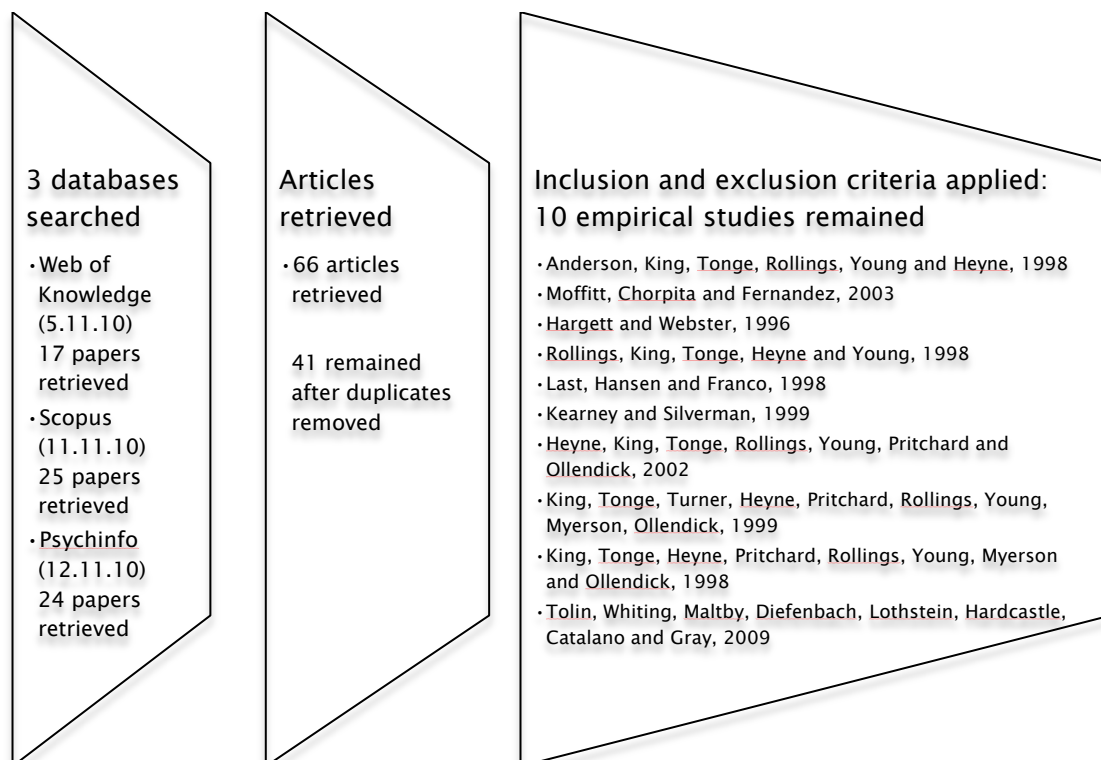 3 databases
searched
•Web of
Knowledge
(5.11.10)
17 papers
retrieved
•Scopus
(11.11.10)
25 papers
retrieved
•Psychinfo
(12.11.10)
24 papers
retrieved
Articles
retrieved
•66 articles
retrieved
41 remained
after duplicates
removed
Inclusion and exclusion criteria applied:
10 empirical studies remained
•Anderson, King, Tonge, Rollings, Young and Heyne, 1998
•Moffitt, Chorpita and Fernandez, 2003
•Hargett and Webster, 1996
•Rollings, King, Tonge, Heyne and Young, 1998
•Last, Hansen and Franco, 1998
•Kearney and Silverman, 1999
•Heyne, King, Tonge, Rollings, Young, Pritchard and
Ollendick, 2002
•King, Tonge, Turner, Heyne, Pritchard, Rollings, Young,
Myerson, Ollendick, 1999
•King, Tonge, Heyne, Pritchard, Rollings, Young, Myerson
and Ollendick, 1998
•Tolin, Whiting, Maltby, Diefenbach, Lothstein, Hardcastle,
Catalano and Gray, 2009